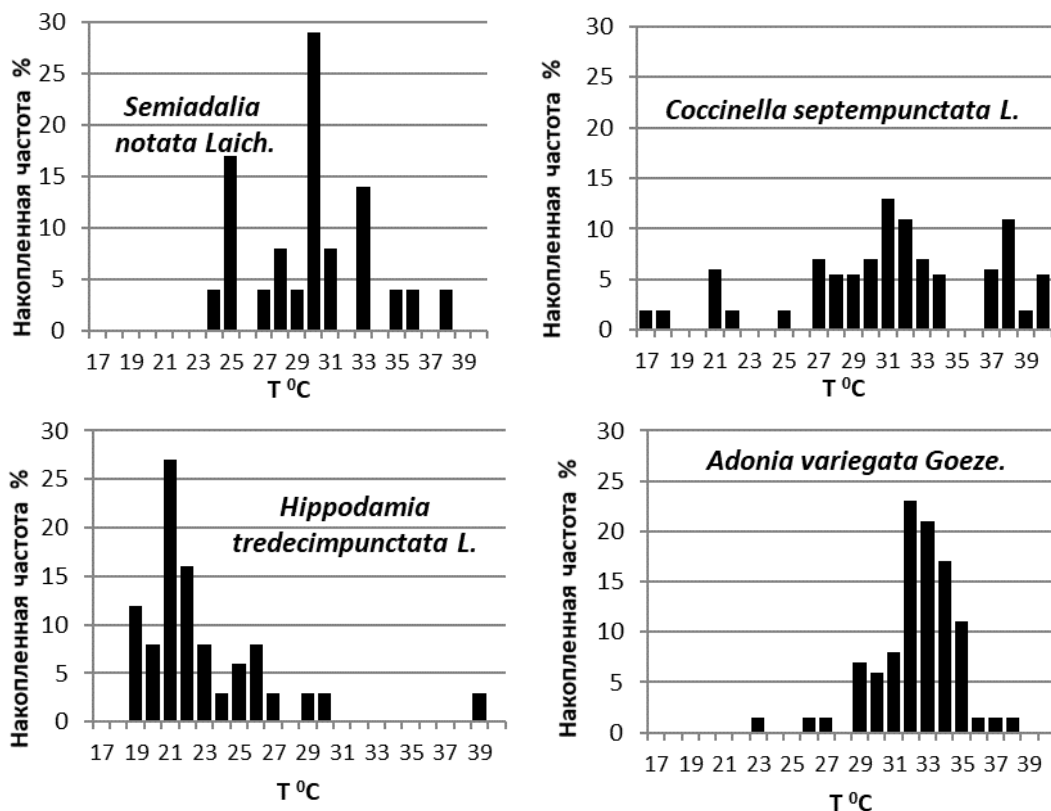 Накопленная частота %
30
25
20
15
10
5
0
Semiadalia
notata Laich.
17 19 21 23 25 27 29 31 33 35 37 39
T ⁰C
Накопленная частота %
30
25
20
15
10
5
0
Coccinella septempunctata L.
17 19 21 23 25 27 29 31 33 35 37 39
T ⁰C
Накопленная частота %
30
25
20
15
10
5
0
Hippodamia
tredecimpunctata L.
17 19 21 23 25 27 29 31 33 35 37 39
T ⁰C
Накопленная частота %
30
25
20
15
10
5
0
Adonia variegata Goeze.
17 19 21 23 25 27 29 31 33 35 37 39
T ⁰C